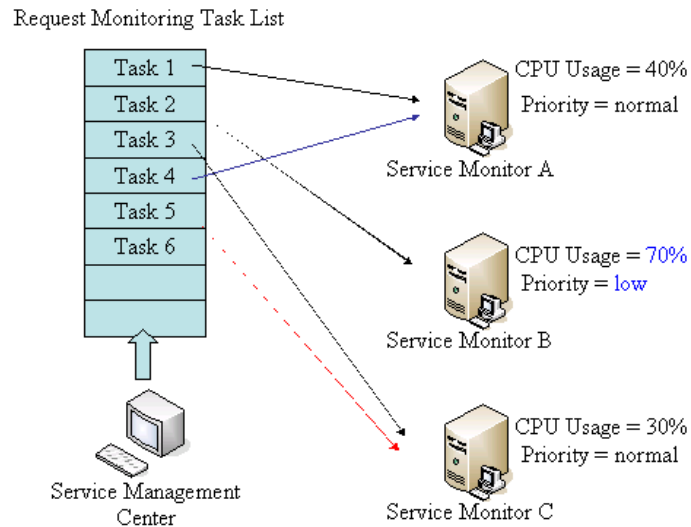 Request Monitoring Task List
Task 1
Task 2
Task 3
Task 4
Task 5
Task 6
Service Management
Center
CPU Usage = 40%
Priority = normal
Service Monitor A
CPU Usage = 70%
Priority = low
Service Monitor B
CPU Usage = 30%
Priority = normal
Service Monitor C